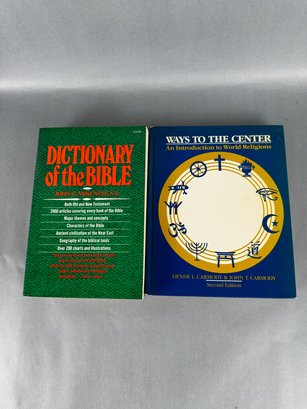 DICTIONARY
of the BIBLE
JOHN L. McKENZIE, S.J.
Both Old and New Testament
2000 articles covering every book of the Bible
Major themes and concepts
Characters of the Bible
Ancient civilization of the Near East
Geography of the biblical lands
Over 200 charts and illustrations
WAYS TO THE CENTER
An Introduction to World Religions
DENISE L. CARMODY & JOHN T. CARMODY
Second Edition